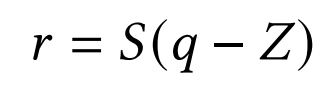 r = S(q − Z)